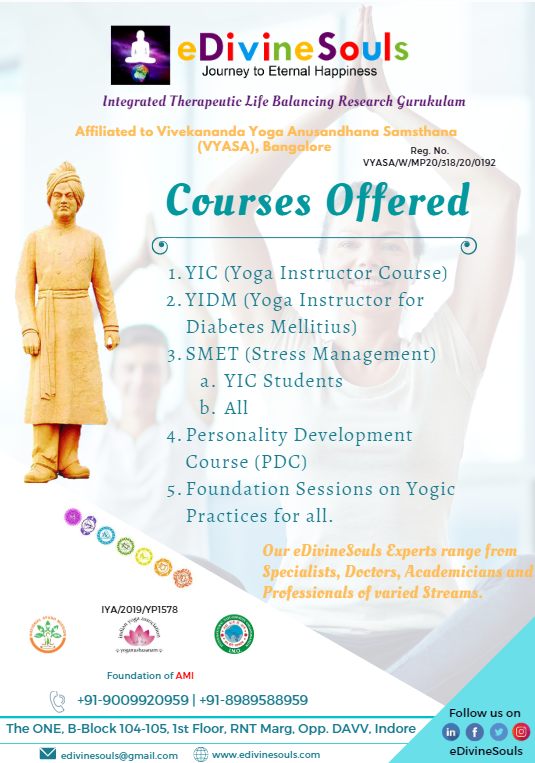 eDivineSouls
Journey to Eternal Happiness
Integrated Therapeutic Life Balancing Research Gurukulam
Affiliated to Vivekananda Yoga Anusandhana Samsthana
(VYASA), Bangalore
Reg. No.
VYASA/W/MP20/318/20/0192
Courses Offered
1. YIC (Yoga Instructor Course)
2. YIDM (Yoga Instructor for
Diabetes Mellitius)
3. SMET (Stress Management)
a. YIC Students
b. All
4. Personality Development
Course (PDC)
5. Foundation Sessions on Yogic
Practices for all.
Our eDivineSouls Experts range from
Specialists, Doctors, Academicians and
Professionals of varied Streams.
IYA/2019/YP1578
indian yoga association
yoganushasanam
INO
Foundation of AMI
+91-9009920959 | +91-8989588959
The ONE, B-Block 104-105, 1st Floor, RNT Marg, Opp. DAVV, Indore
edivinesouls@gmail.com
www.edivinesouls.com
Follow us on
eDivineSouls